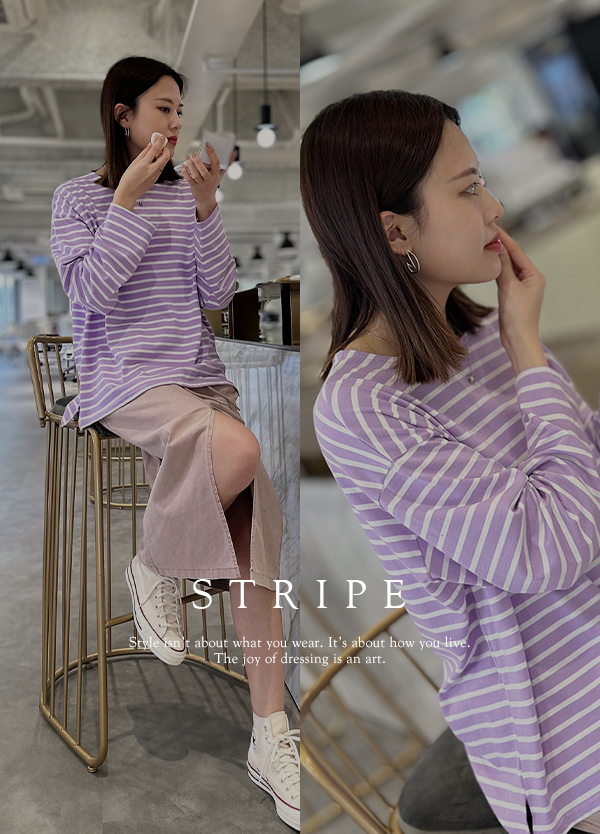 STRIPE
Style isn't about what you wear. It's about how you live.
The joy of dressing is an art.